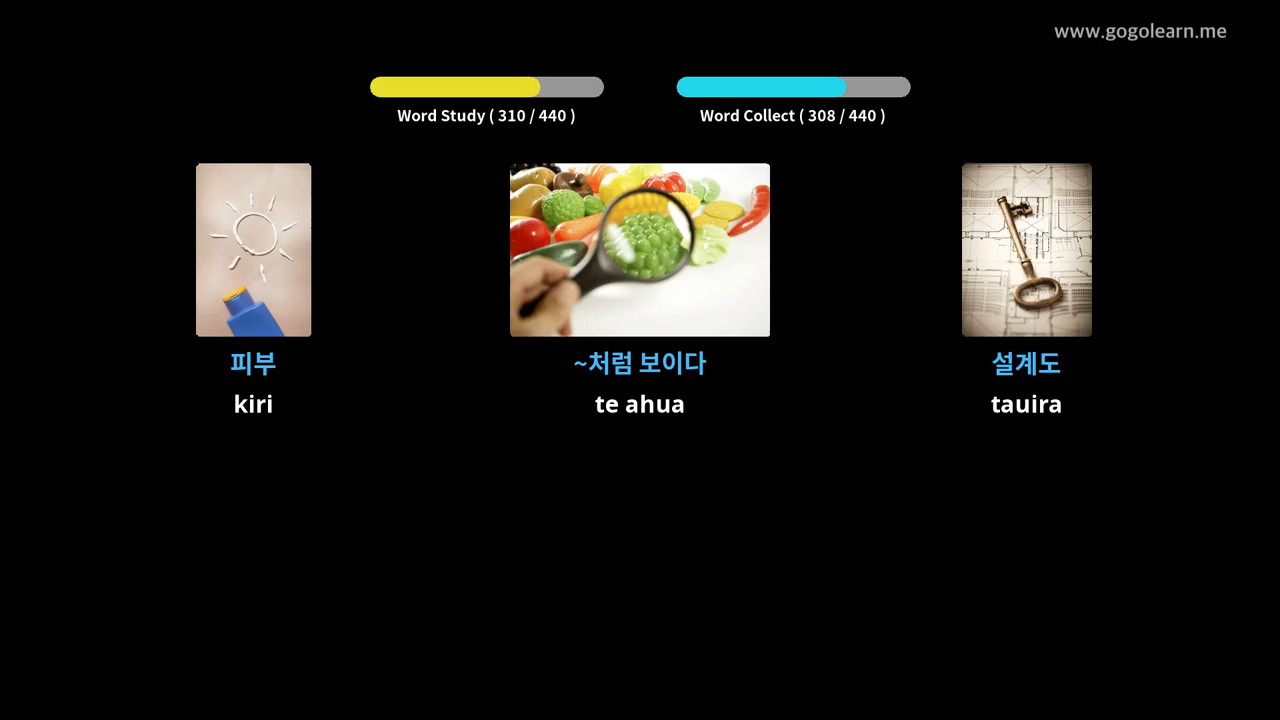 www.gogolearn.me
Word Study ( 310 / 440 )
Word Collect ( 308 / 440 )
피부
~처럼 보이다
설계도
kiri
te ahua
tauira